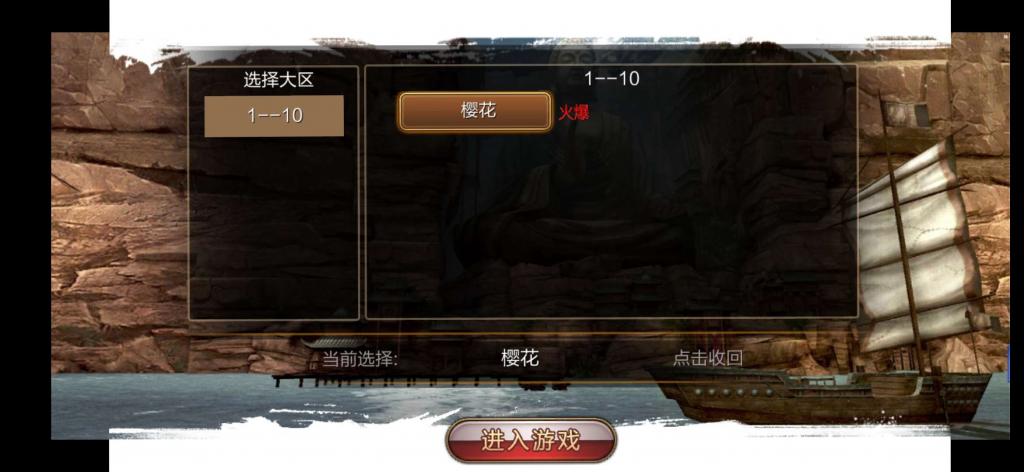 选择大区
1--10
1--10
樱花
火爆
当前选择:
樱花
点击收回
进入游戏